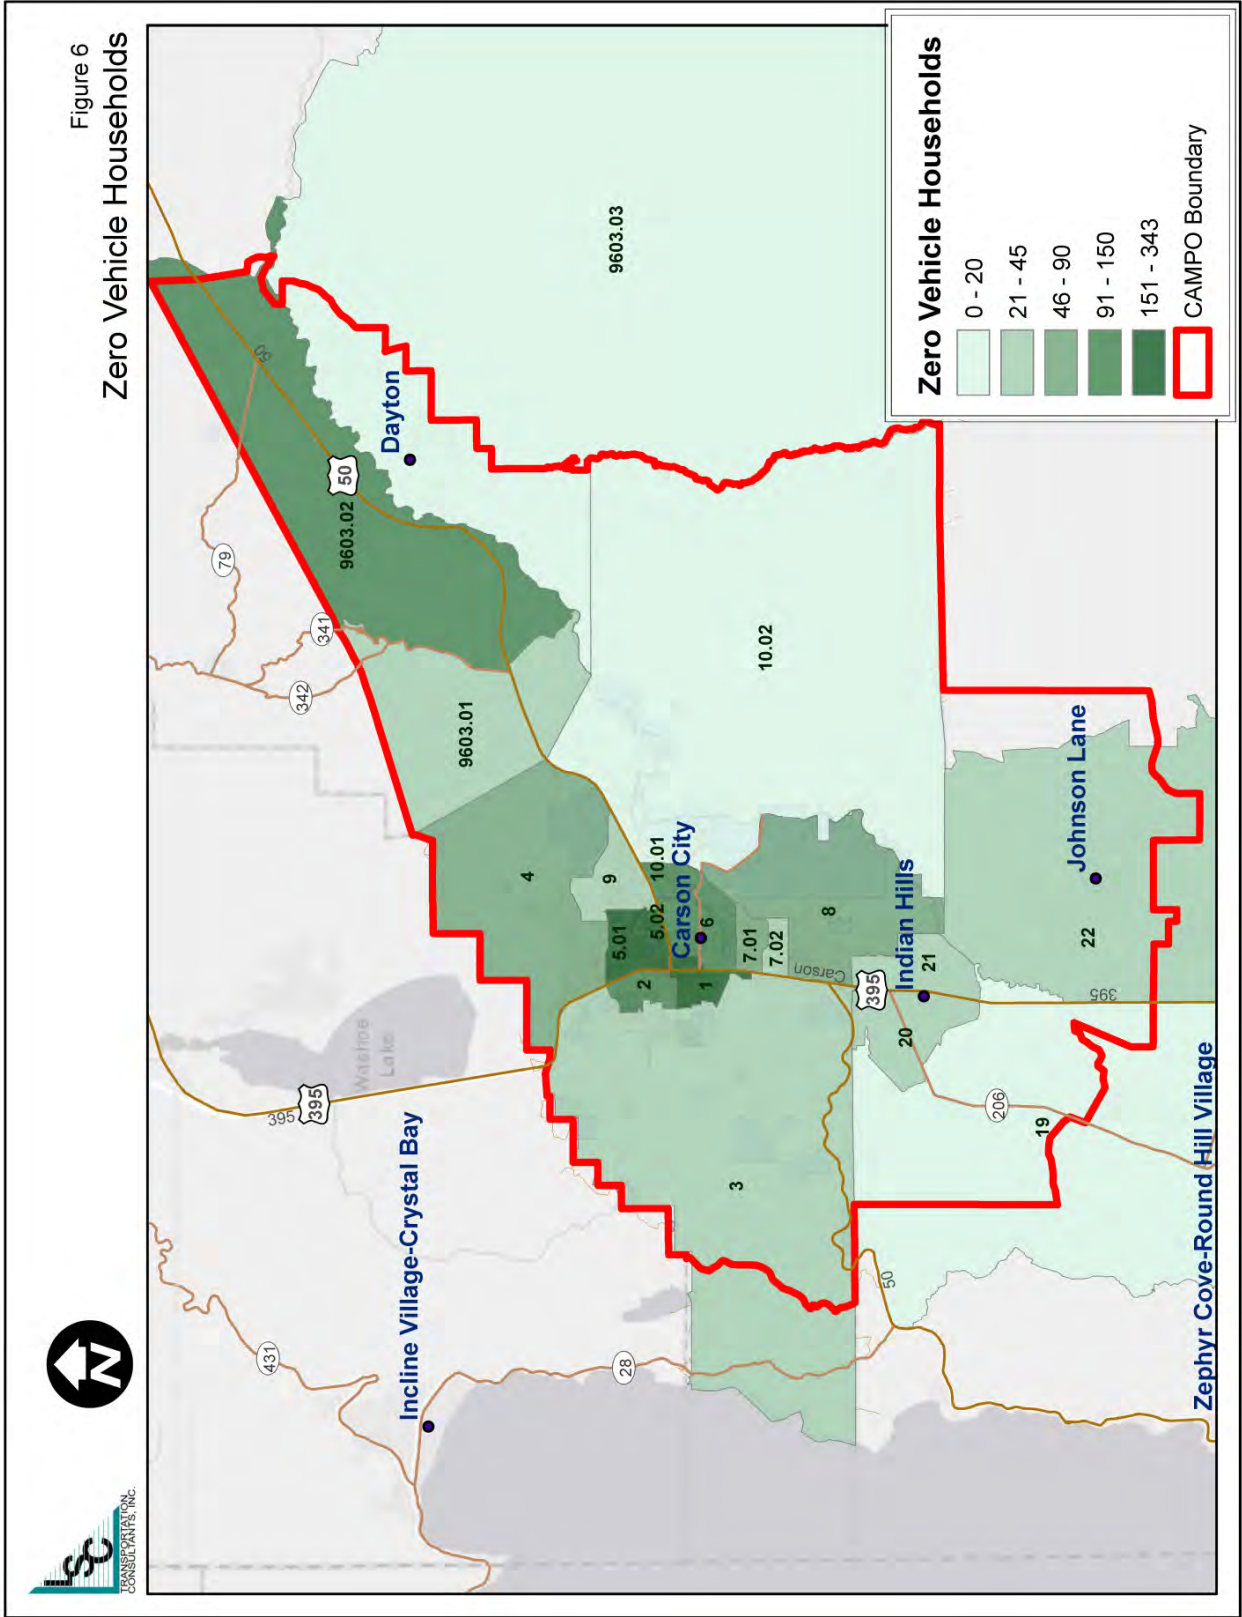 Figure 6
Zero Vehicle Households
N
LSC
TRANSPORTATION
CONSULTANTS, INC.
431
Incline Village-Crystal Bay
28
395
395
Washoe
Lake
342
341
79
50
50
9603.02
Dayton
9603.01
9603.03
4
9
5.01
5.02
10.01
Carson City
2
1
6
7.01
7.02
8
10.02
3
Carson
395
Indian Hills
21
20
50
206
19
22
395
Johnson Lane
Zephyr Cove-Round Hill Village
Zero Vehicle Households
0 - 20
21 - 45
46 - 90
91 - 150
151 - 343
CAMPO Boundary